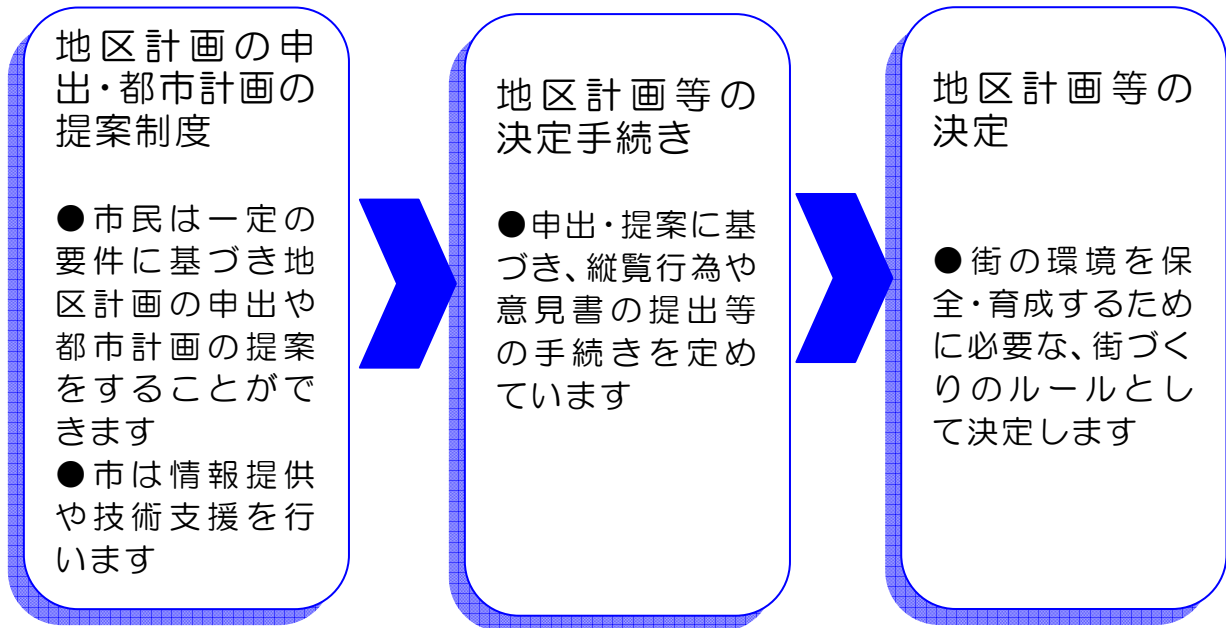 地区計画の申
出・都市計画の
提案制度
●市民は一定の
要件に基づき地
区計画の申出や
都市計画の提案
をすることがで
きます
●市は情報提供
や技術支援を行
います
地区計画等の
決定手続き
●申出・提案に基
づき、縦覧行為や
意見書の提出等
の手続きを定め
ています
地区計画等の
決定
●街の環境を保
全・育成するため
に必要な、街づく
りのルールとし
て決定します